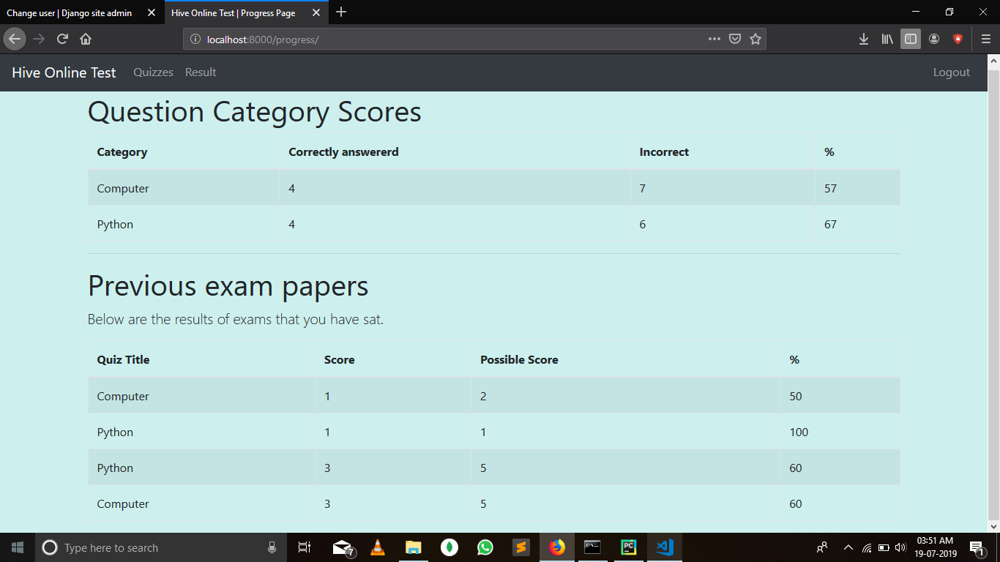 Change user | Django site admin
Hive Online Test | Progress Page
localhost:8000/progress/
Hive Online Test Quizzes Result Logout
Question Category Scores
Category Correctly answererd Incorrect %
Computer 4 7 57
Python 4 6 67
Previous exam papers
Below are the results of exams that you have sat.
Quiz Title Score Possible Score %
Computer 1 2 50
Python 1 1 100
Python 3 5 60
Computer 3 5 60
Type here to search
7
PC
03:51 AM
19-07-2019
1